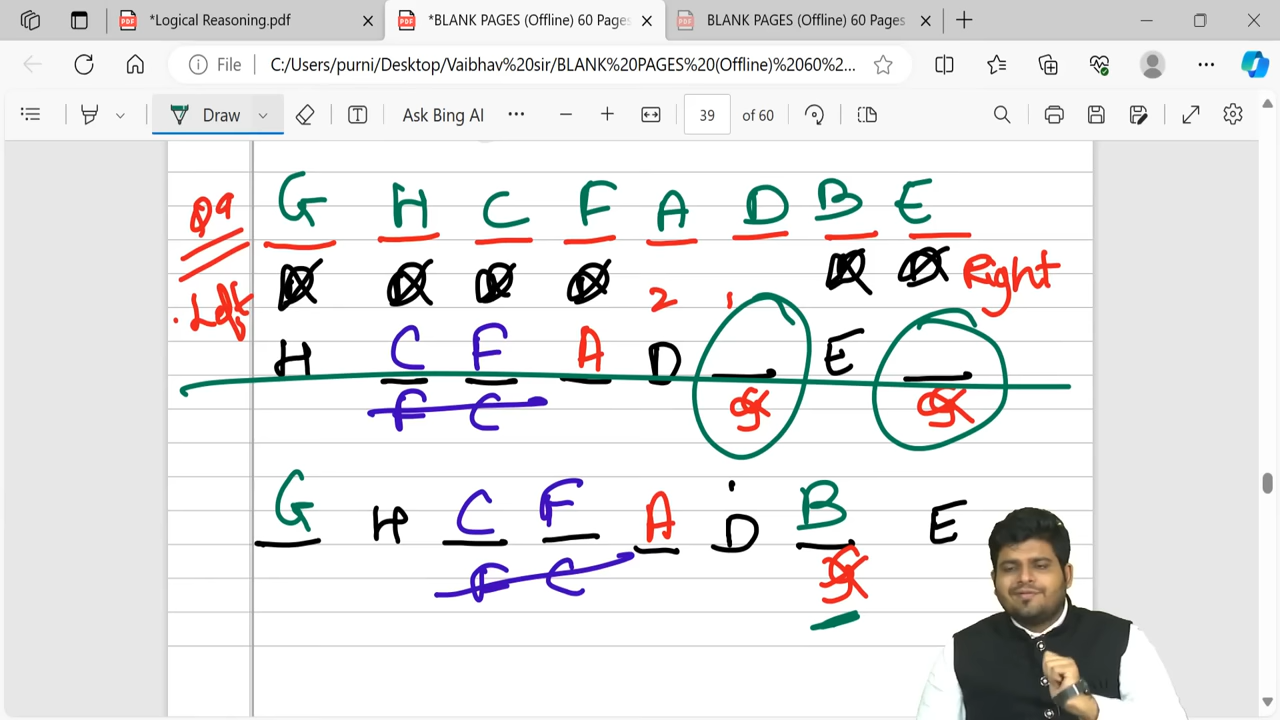 *Logical Reasoning.pdf
*BLANK PAGES (Offline) 60 Pages
BLANK PAGES (Offline) 60 Pages
File
C:/Users/purni/Desktop/Vaibhav%20sir/BLANK%20PAGES%20(Offline)%2060%2...
Draw
Ask Bing AI
39 of 60
Q9 G H C F A D B E
D D D D D D Right
Left 2 1
H C F A D E
F C G G
G H C F A D B E
F C G